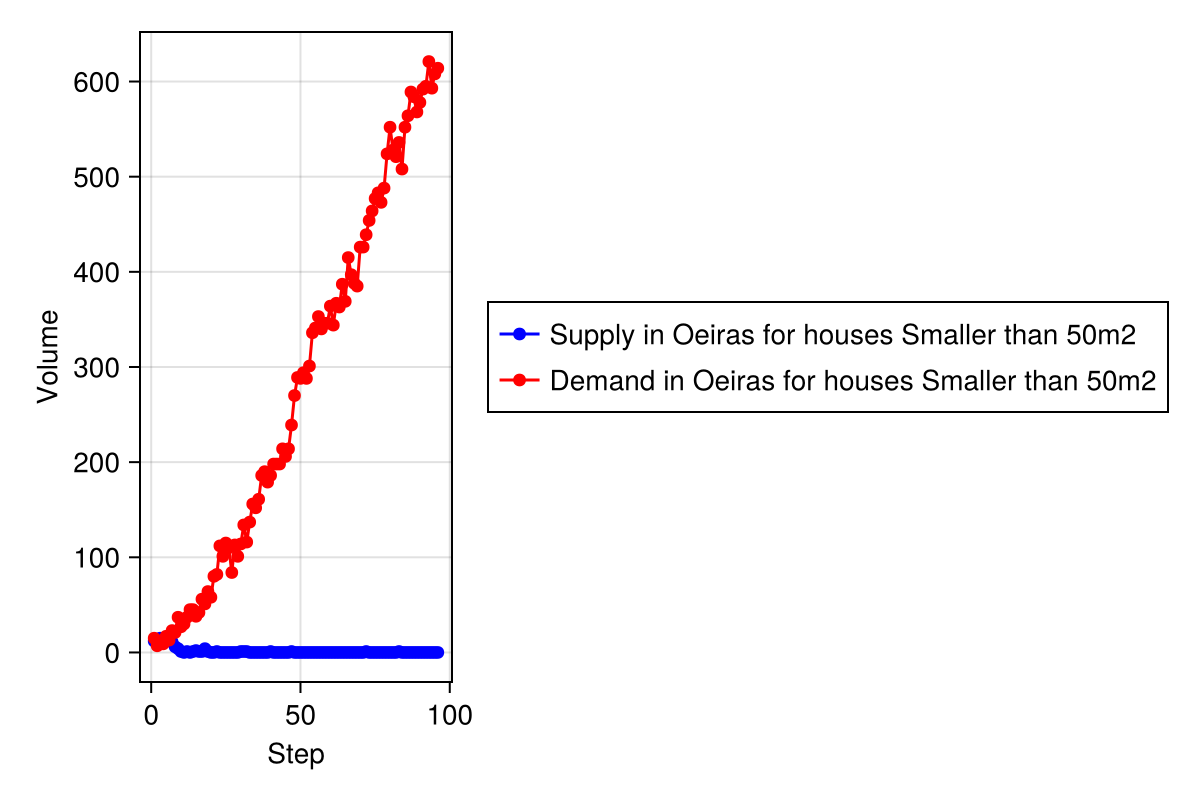 600
500
400
300
200
100
0
Volume
0 50 100
Step
Supply in Oeiras for houses Smaller than 50m2
Demand in Oeiras for houses Smaller than 50m2